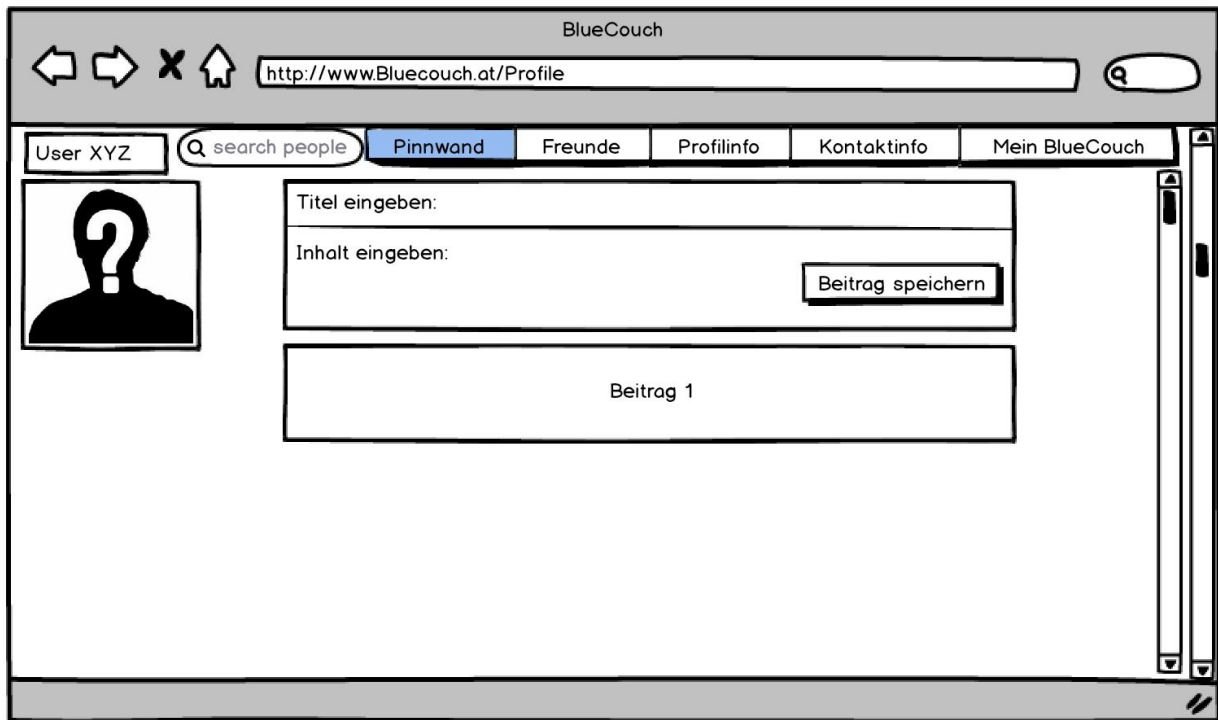 BlueCouch
http://www.Bluecouch.at/Profile
User XYZ
search people
Pinnwand
Freunde
Profilinfo
Kontaktinfo
Mein BlueCouch
?
Titel eingeben:
Inhalt eingeben:
Beitrag speichern
Beitrag 1